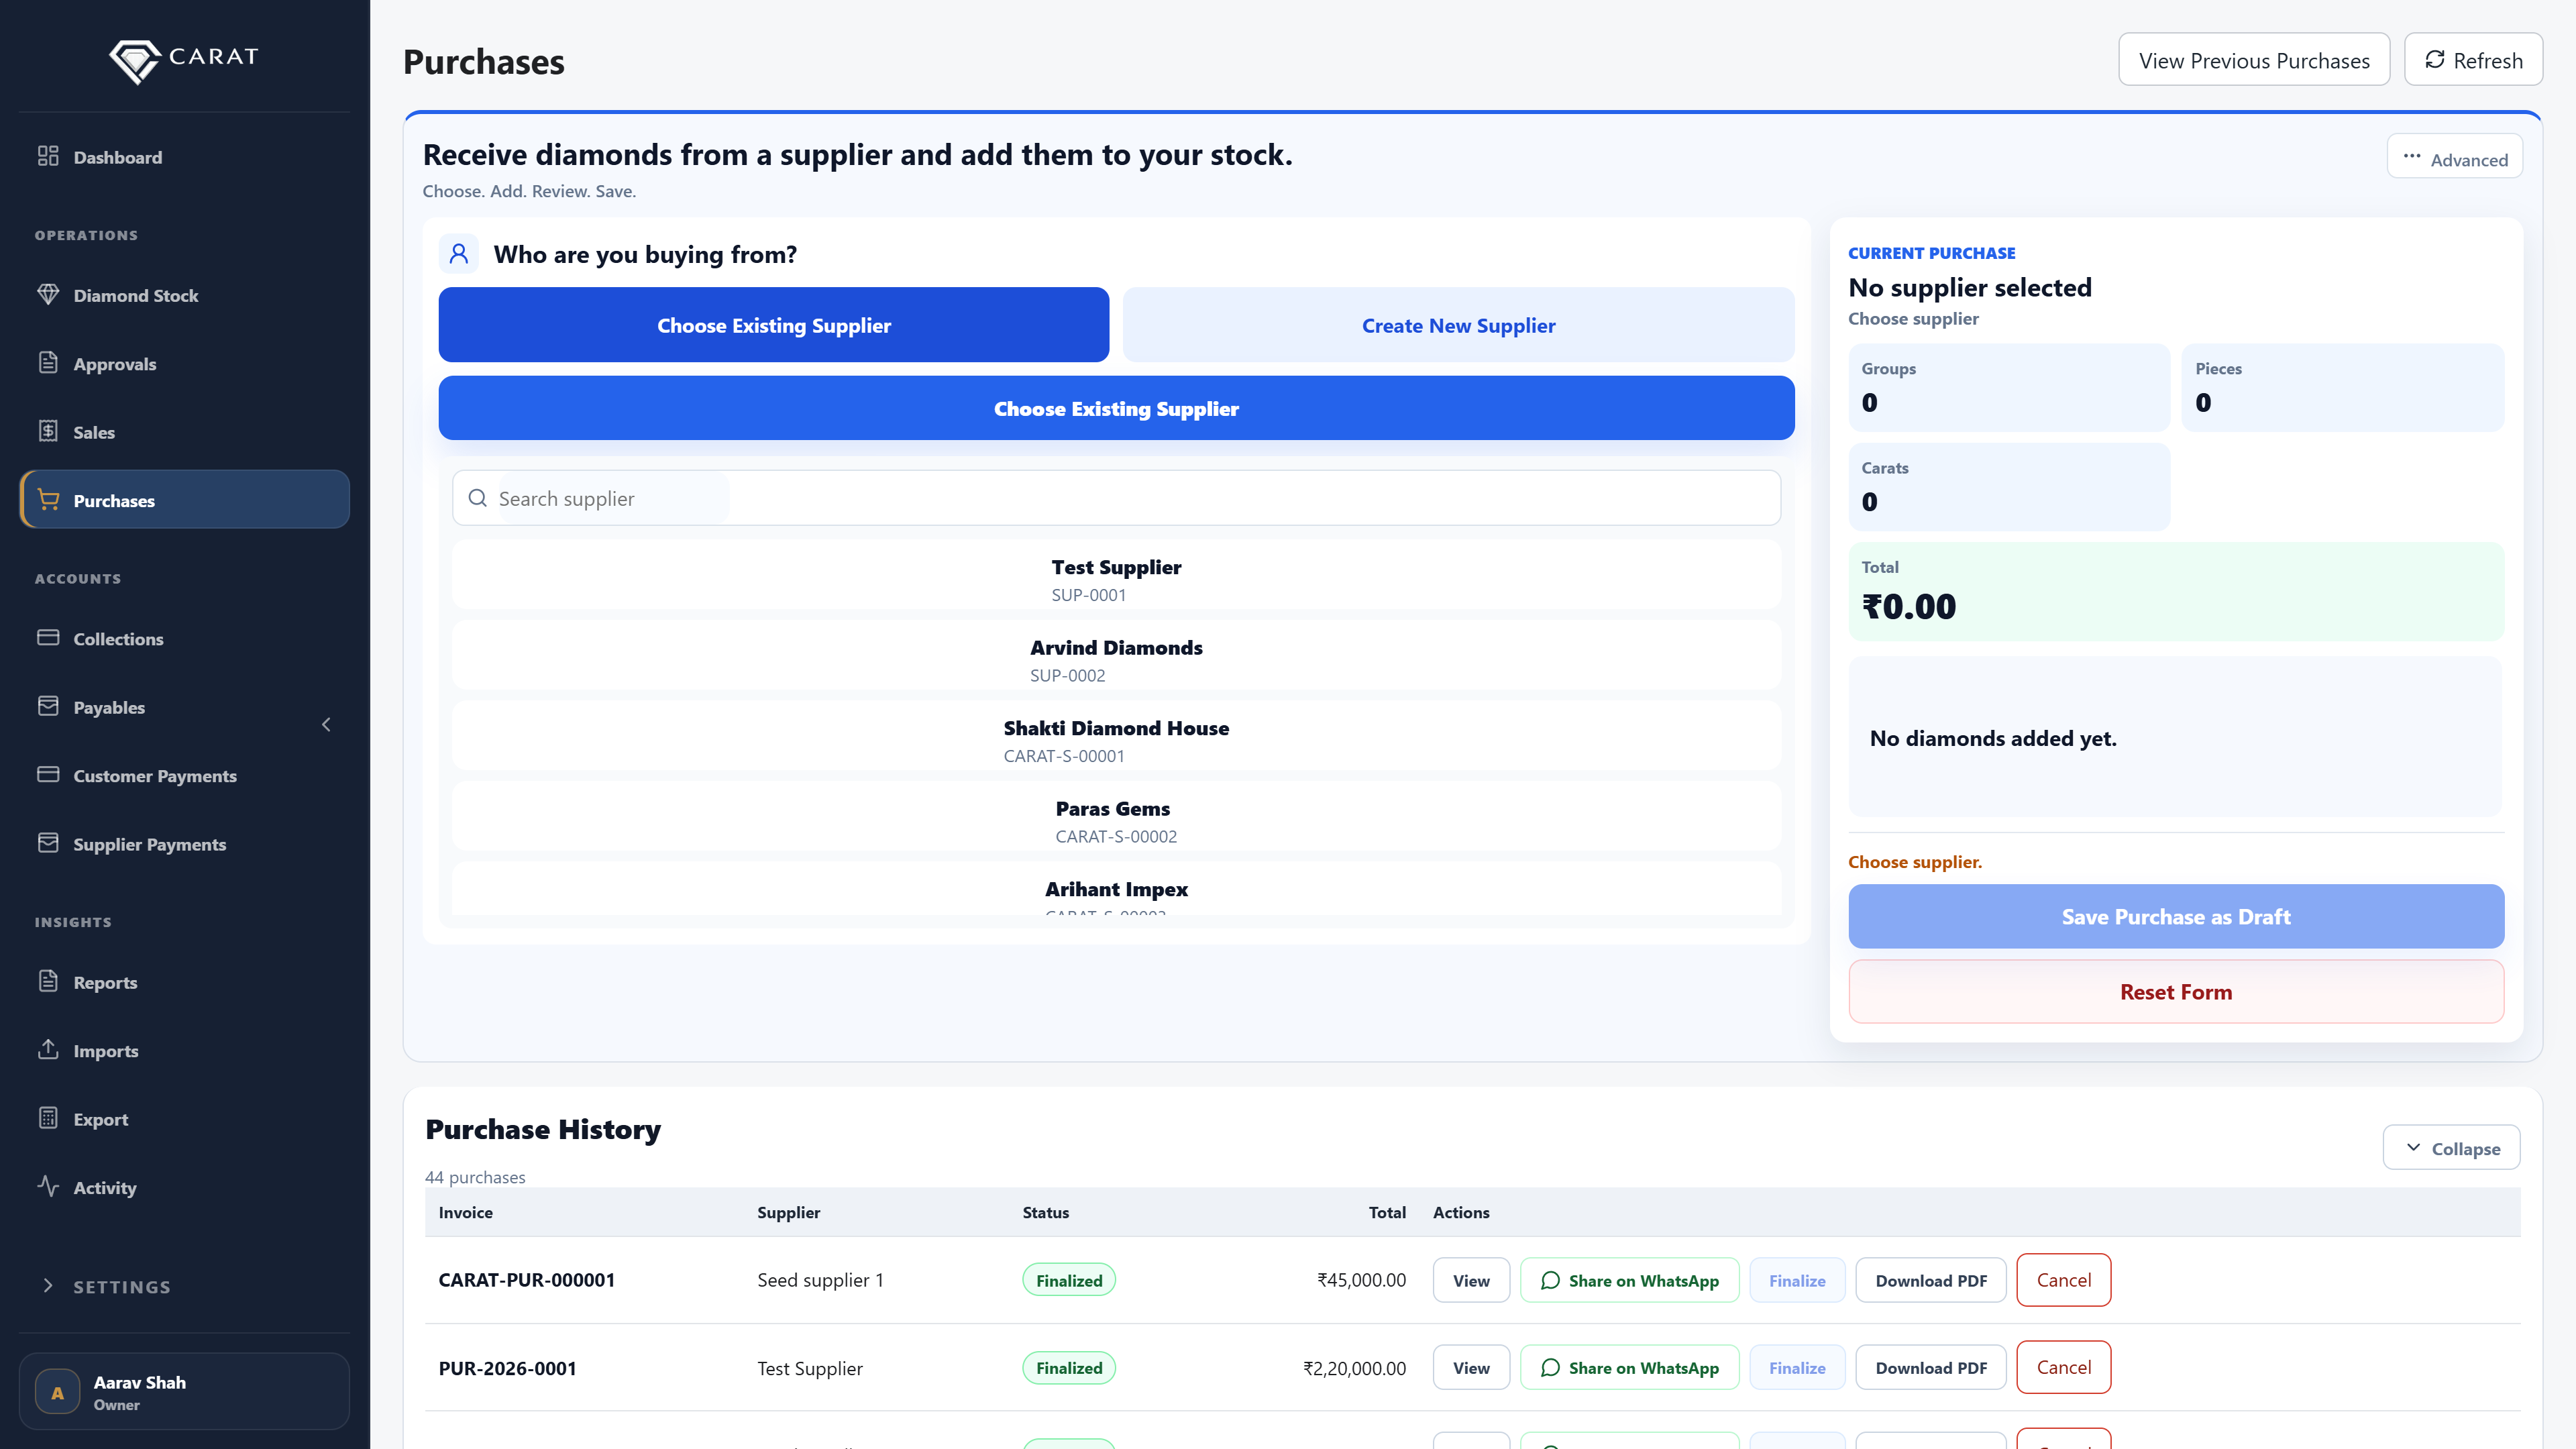 CARAT
Dashboard
OPERATIONS
Diamond Stock
Approvals
Sales
Purchases
ACCOUNTS
Collections
Payables
Customer Payments
Supplier Payments
INSIGHTS
Reports
Imports
Export
Activity
SETTINGS
A
Aarav Shah
Owner
Purchases
View Previous Purchases
Refresh
Receive diamonds from a supplier and add them to your stock.
Choose. Add. Review. Save.
Advanced
Who are you buying from?
Choose Existing Supplier
Create New Supplier
Choose Existing Supplier
Search supplier
Test Supplier
SUP-0001
Arvind Diamonds
SUP-0002
Shakti Diamond House
CARAT-S-00001
Paras Gems
CARAT-S-00002
Arihant Impex
CURRENT PURCHASE
No supplier selected
Choose supplier
Groups
0
Pieces
0
Carats
0
Total
₹0.00
No diamonds added yet.
Choose supplier.
Save Purchase as Draft
Reset Form
Purchase History
44 purchases
Collapse
Invoice Supplier Status Total Actions
CARAT-PUR-000001 Seed supplier 1 Finalized ₹45,000.00 View Share on WhatsApp Finalize Download PDF Cancel
PUR-2026-0001 Test Supplier Finalized ₹2,20,000.00 View Share on WhatsApp Finalize Download PDF Cancel